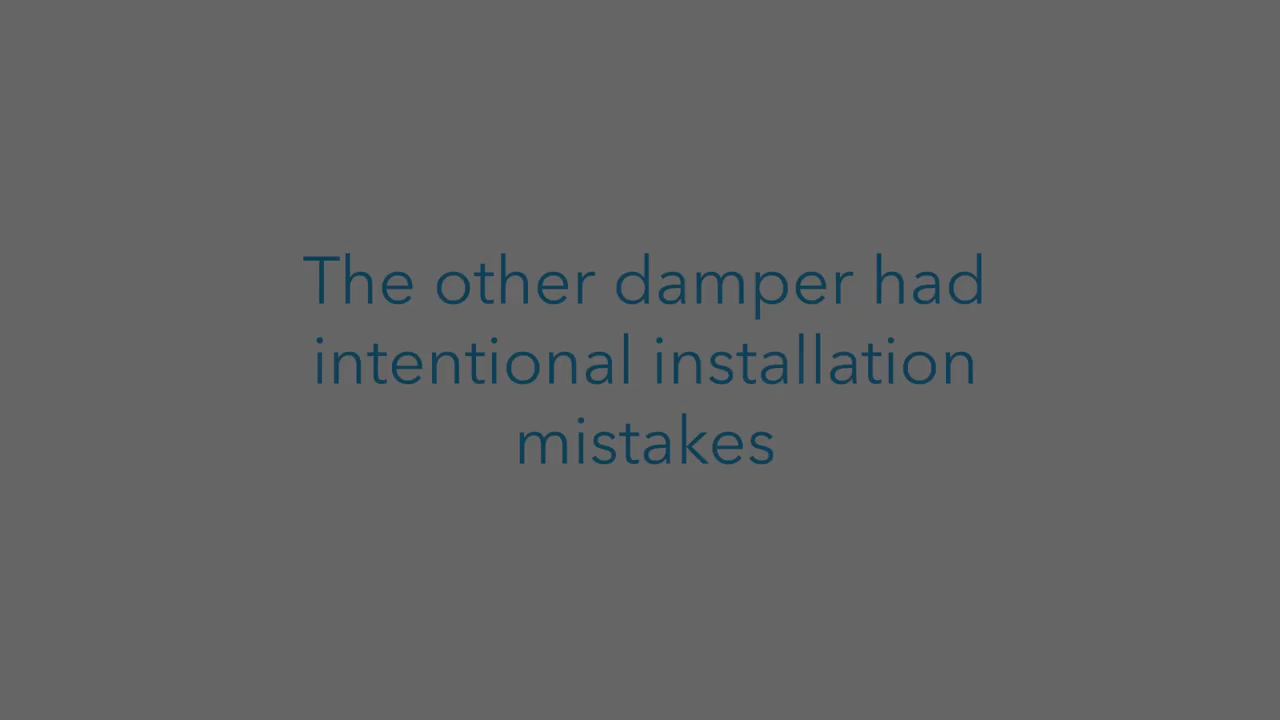 The other damper had
intentional installation
mistakes